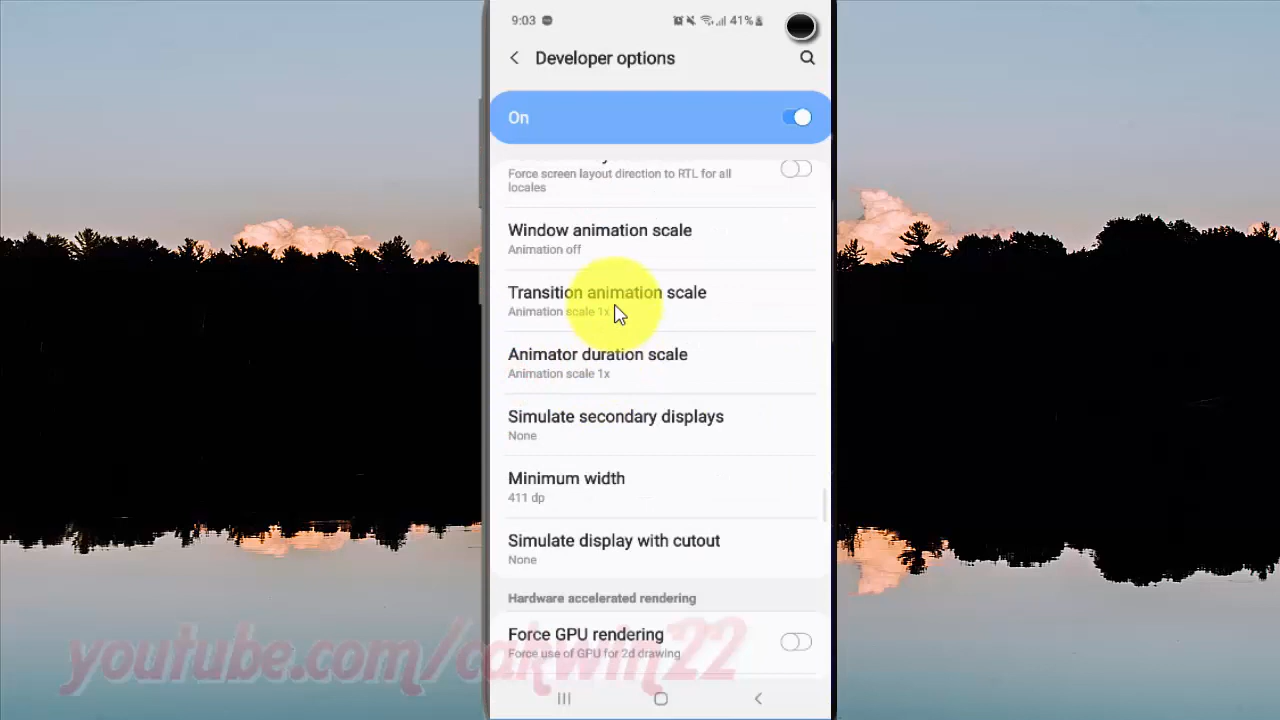 9:03
41%
Developer options
On
Force screen layout direction to RTL for all
locales
Window animation scale
Animation off
Transition animation scale
Animation scale 1x
Animator duration scale
Animation scale 1x
Simulate secondary displays
None
Minimum width
411 dp
Simulate display with cutout
None
Hardware accelerated rendering
Force GPU rendering
Force use of GPU for 2d drawing
youtube.com/cakwin22